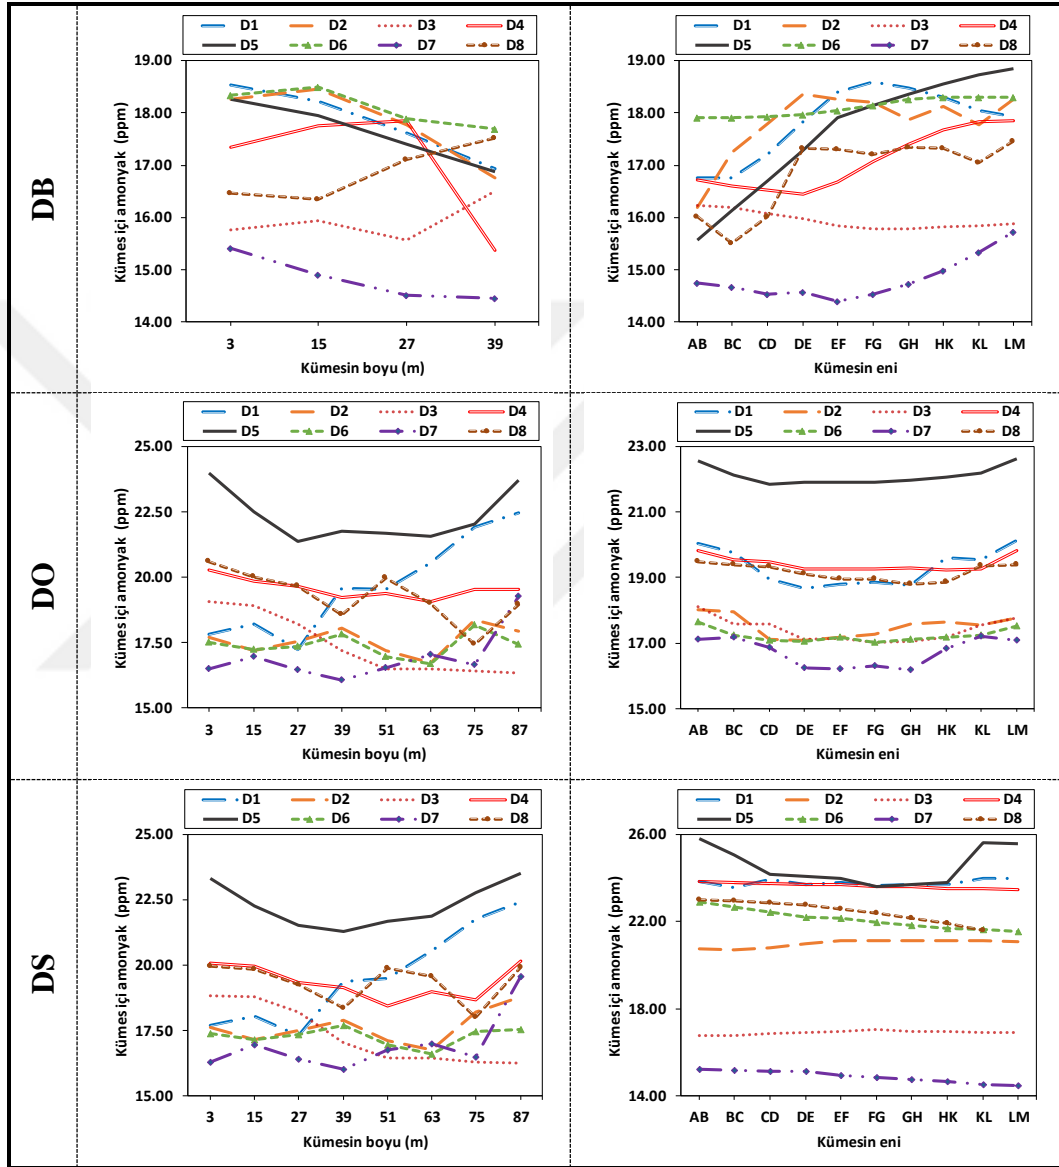 DB
D1 D2 D3 D4
D5 D6 D7 D8
Kümes içi amonyak (ppm)
19.00
18.00
17.00
16.00
15.00
14.00
3 15 27 39
Kümesin boyu (m)
D1 D2 D3 D4
D5 D6 D7 D8
Kümes içi amonyak (ppm)
19.00
18.00
17.00
16.00
15.00
14.00
AB BC CD DE EF FG GH HK KL LM
Kümesin eni
DO
D1 D2 D3 D4
D5 D6 D7 D8
Kümes içi amonyak (ppm)
25.00
22.50
20.00
17.50
15.00
3 15 27 39 51 63 75 87
Kümesin boyu (m)
D1 D2 D3 D4
D5 D6 D7 D8
Kümes içi amonyak (ppm)
23.00
21.00
19.00
17.00
15.00
AB BC CD DE EF FG GH HK KL LM
Kümesin eni
DS
D1 D2 D3 D4
D5 D6 D7 D8
Kümes içi amonyak (ppm)
25.00
22.50
20.00
17.50
15.00
3 15 27 39 51 63 75 87
Kümesin boyu (m)
D1 D2 D3 D4
D5 D6 D7 D8
Kümes içi amonyak (ppm)
26.00
22.00
18.00
14.00
AB BC CD DE EF FG GH HK KL LM
Kümesin eni